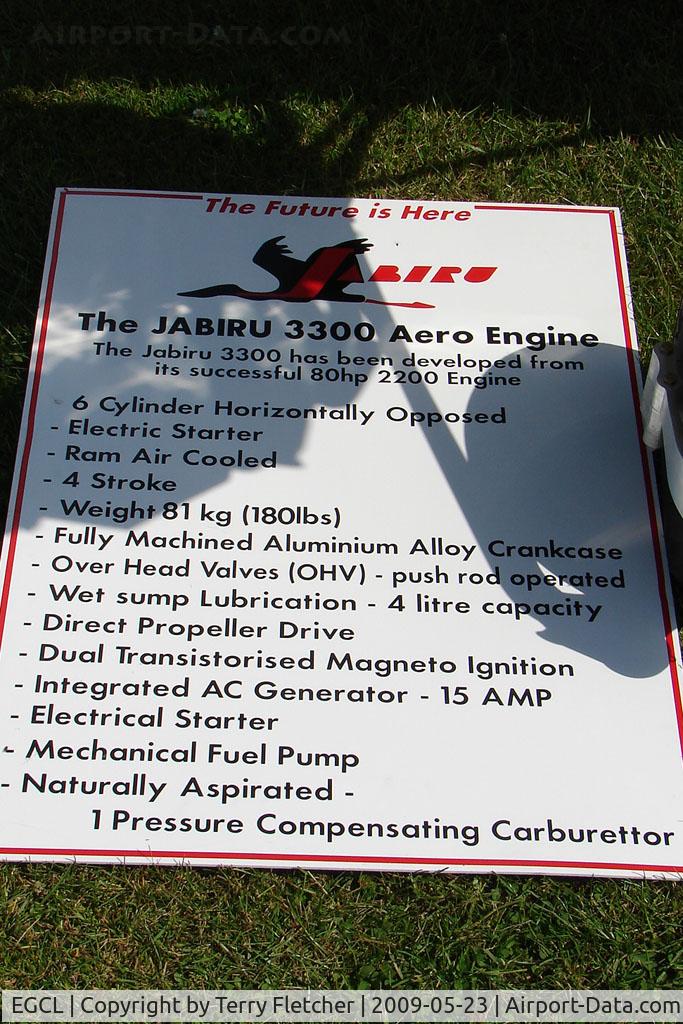 AIRPORT-DATA.COM
The Future is Here
JABIRU
The JABIRU 3300 Aero Engine
The Jabiru 3300 has been developed from
its successful 80hp 2200 Engine
6 Cylinder Horizontally Opposed
- Electric Starter
- Ram Air Cooled
- 4 Stroke
- Weight 81 kg (180lbs)
- Fully Machined Aluminium Alloy Crankcase
- Over Head Valves (OHV) - push rod operated
- Wet sump Lubrication - 4 litre capacity
- Direct Propeller Drive
- Dual Transistorised Magneto Ignition
- Integrated AC Generator - 15 AMP
- Electrical Starter
- Mechanical Fuel Pump
- Naturally Aspirated -
1 Pressure Compensating Carburettor
EGCL | Copyright by Terry Fletcher | 2009-05-23 | Airport-Data.com